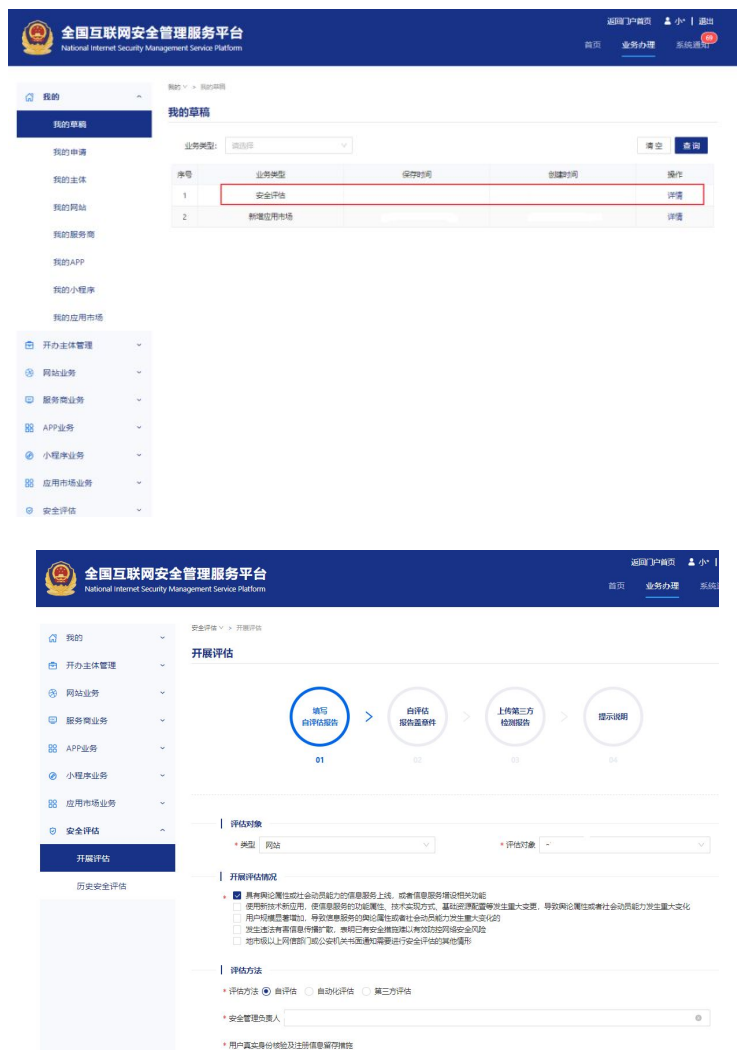 返回门户首页 小* | 退出
全国互联网安全管理服务平台
National Internet Security Management Service Platform
首页 业务办理 系统通知 69
我的 > 我的草稿
我的
我的草稿
我的草稿
业务类型: 请选择 清空 查询
我的申请
序号 业务类型 保存时间 创建时间 操作
我的主体
1 安全评估 详情
我的网站
2 新增应用市场 详情
我的服务商
我的APP
我的小程序
我的应用市场
开办主体管理
网站业务
服务商业务
APP业务
小程序业务
应用市场业务
安全评估
返回门户首页 小* |
全国互联网安全管理服务平台
National Internet Security Management Service Platform
首页 业务办理 系统
安全评估 > 开展评估
我的
开展评估
开办主体管理
网站业务
服务商业务
APP业务
小程序业务
应用市场业务
安全评估
开展评估
历史安全评估
填写
自评估报告
>
自评估
报告盖章件
>
上传第三方
检测报告
>
提示说明
01 02 03 04
评估对象
* 类型 网站 * 评估对象 -
开展评估情况
* 具有舆论属性或社会动员能力的信息服务上线，或者信息服务增设相关功能
使用新技术新应用，使信息服务的功能属性、技术实现方式、基础资源配置等发生重大变更，导致舆论属性或者社会动员能力发生重大变化
用户规模显著增加，导致信息服务的舆论属性或者社会动员能力发生重大变化的
发生违法有害信息传播扩散，表明已有安全措施难以有效防控网络安全风险
地市级以上网信部门或公安机关书面通知需要进行安全评估的其他情形
评估方法
* 评估方法 自评估 自动化评估 第三方评估
* 安全管理负责人
* 用户真实身份核验及注册信息留存措施